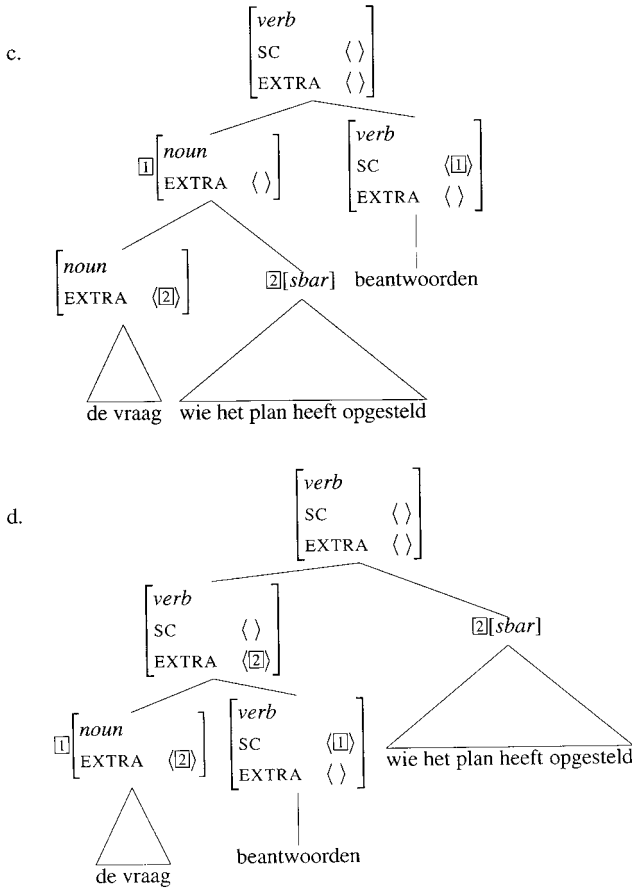 c.
verb
SC ⟨ ⟩
EXTRA ⟨ ⟩
1 noun
EXTRA ⟨ ⟩
verb
SC ⟨1⟩
EXTRA ⟨ ⟩
noun
EXTRA ⟨2⟩
2[sbar]
beantwoorden
de vraag
wie het plan heeft opgesteld
d.
verb
SC ⟨ ⟩
EXTRA ⟨ ⟩
verb
SC ⟨ ⟩
EXTRA ⟨2⟩
2[sbar]
1 noun
EXTRA ⟨2⟩
verb
SC ⟨1⟩
EXTRA ⟨ ⟩
wie het plan heeft opgesteld
beantwoorden
de vraag